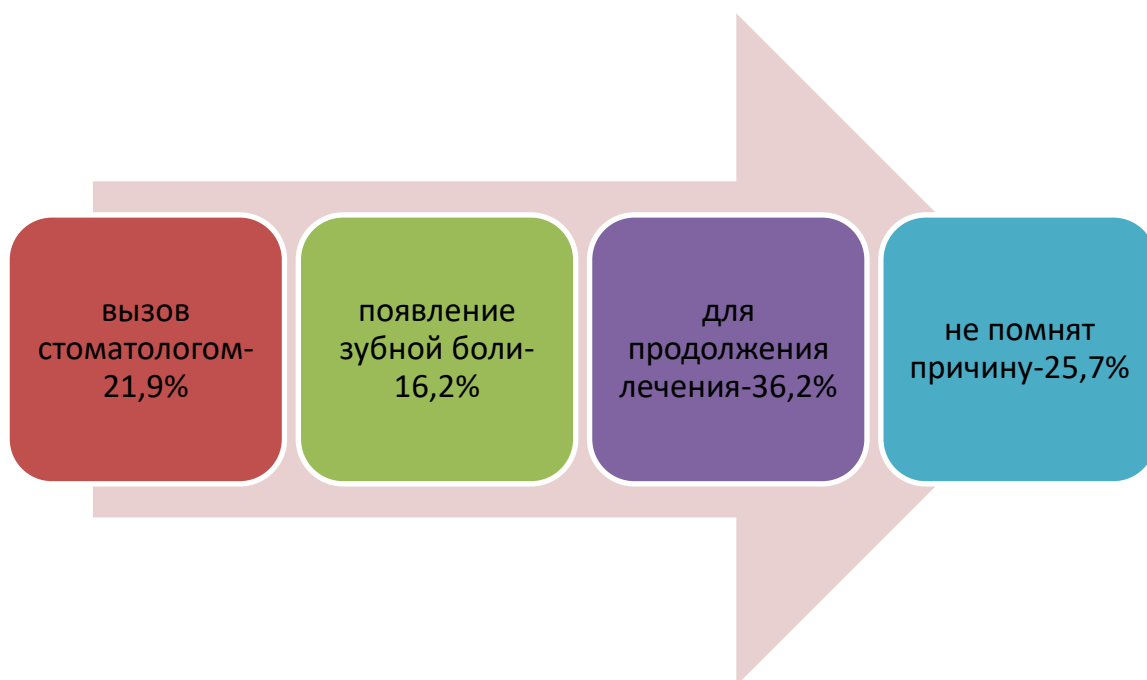 вызов
стоматологом-
21,9%
появление
зубной боли-
16,2%
для
продолжения
лечения-36,2%
не помнят
причину-25,7%